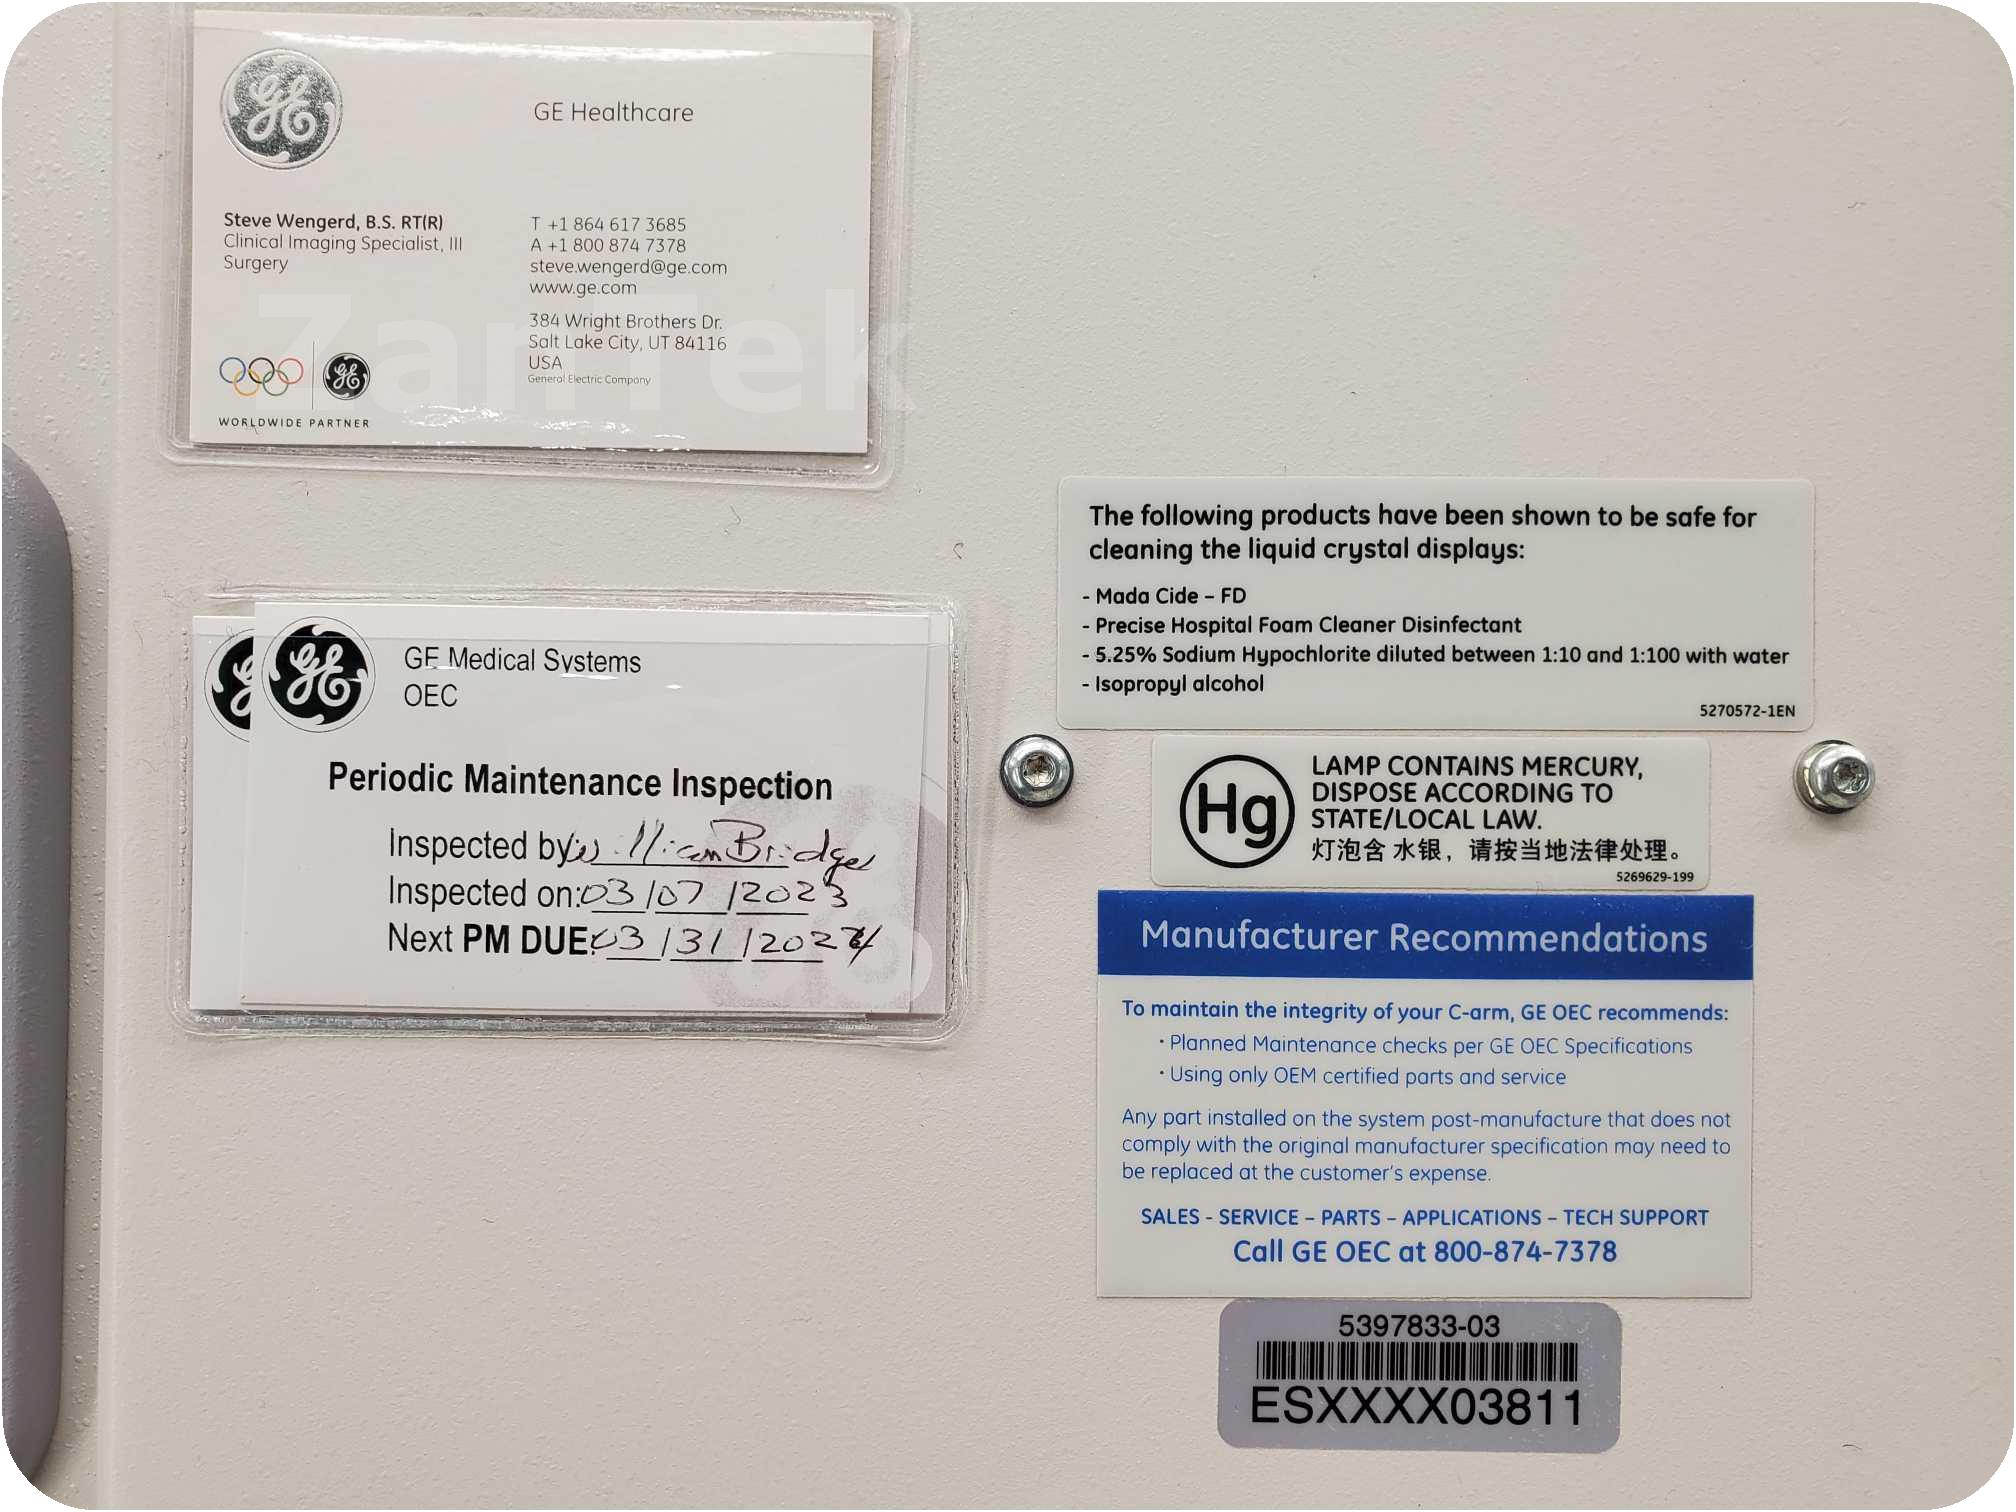 GE
GE Healthcare
Steve Wengerd, B.S. RT(R)
Clinical Imaging Specialist, III
Surgery
T +1 864 617 3685
A +1 800 874 7378
steve.wengerd@ge.com
www.ge.com
384 Wright Brothers Dr.
Salt Lake City, UT 84116
USA
General Electric Company
GE
WORLDWIDE PARTNER
ZanTek
GE
GE Medical Systems
OEC
Periodic Maintenance Inspection
Inspected by: William Bridges
Inspected on: 03/07/2023
Next PM DUE: 03/31/2024
The following products have been shown to be safe for
cleaning the liquid crystal displays:
- Mada Cide – FD
- Precise Hospital Foam Cleaner Disinfectant
- 5.25% Sodium Hypochlorite diluted between 1:10 and 1:100 with water
- Isopropyl alcohol
5270572-1EN
Hg
LAMP CONTAINS MERCURY,
DISPOSE ACCORDING TO
STATE/LOCAL LAW.
灯泡含 水银，请按当地法律处理。
5269629-199
Manufacturer Recommendations
To maintain the integrity of your C-arm, GE OEC recommends:
· Planned Maintenance checks per GE OEC Specifications
· Using only OEM certified parts and service
Any part installed on the system post-manufacture that does not
comply with the original manufacturer specification may need to
be replaced at the customer's expense.
SALES - SERVICE – PARTS – APPLICATIONS – TECH SUPPORT
Call GE OEC at 800-874-7378
5397833-03
ESXXXX03811